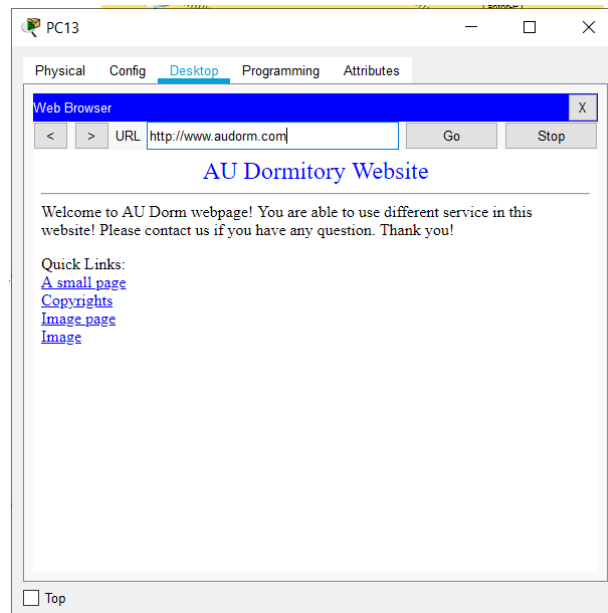 Laptop-PT
PC13
Physical Config Desktop Programming Attributes
Web Browser X
< > URL http://www.audorm.com Go Stop
AU Dormitory Website
Welcome to AU Dorm webpage! You are able to use different service in this
website! Please contact us if you have any question. Thank you!
Quick Links:
A small page
Copyrights
Image page
Image
Top